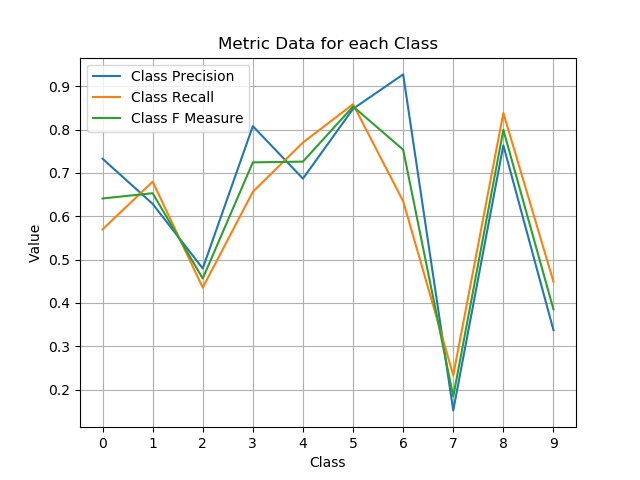 Metric Data for each Class
Class Precision
Class Recall
Class F Measure
0.9
0.8
0.7
0.6
0.5
0.4
0.3
0.2
Value
0 1 2 3 4 5 6 7 8 9
Class